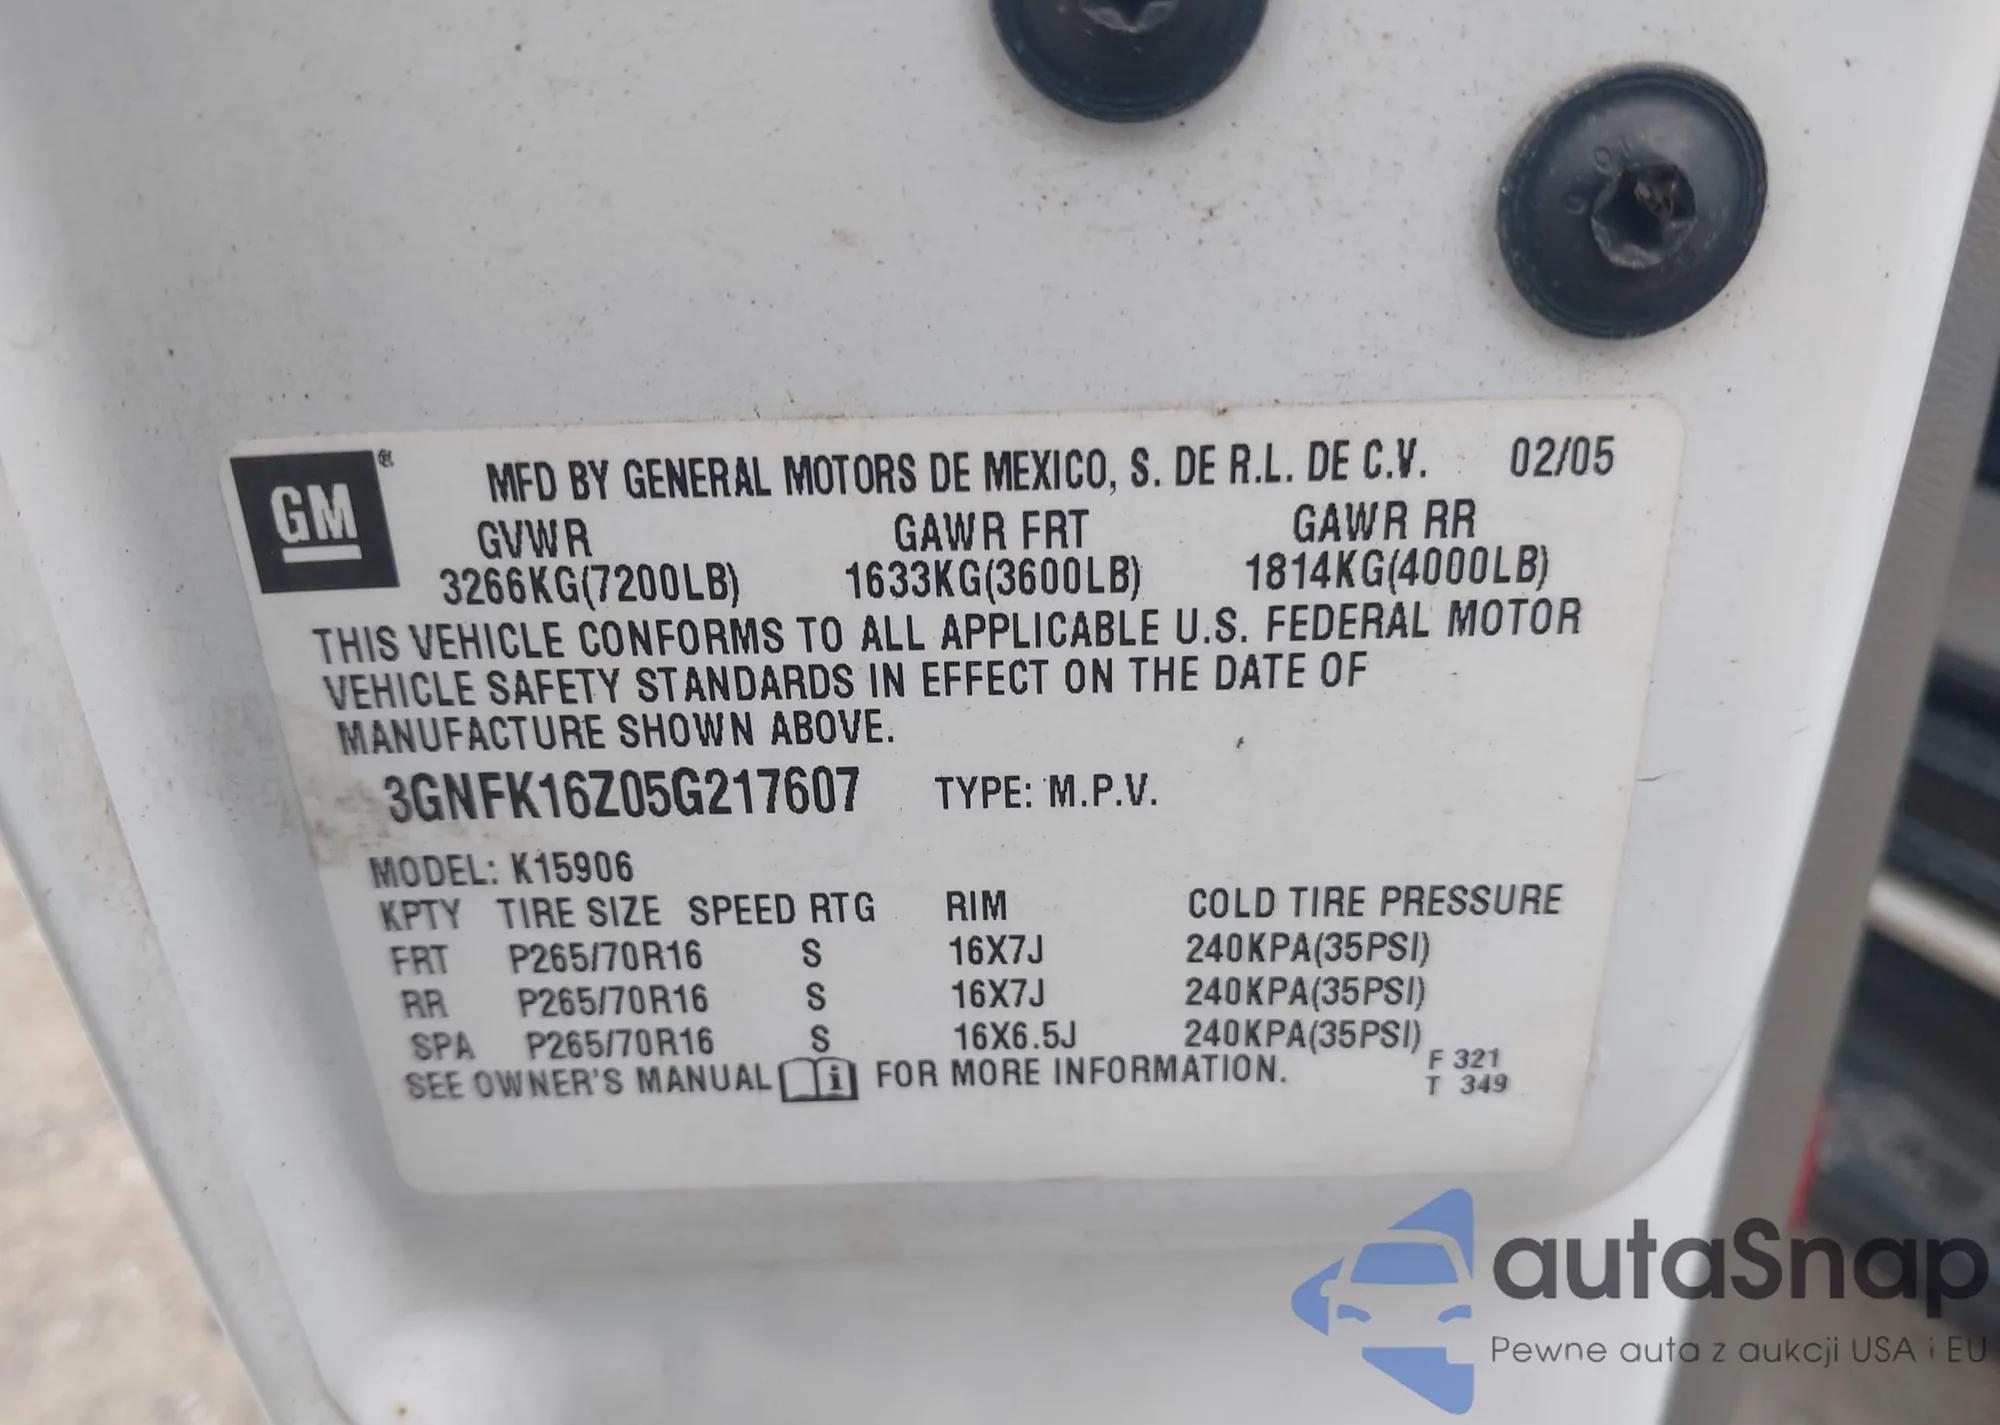 GM ®
MFD BY GENERAL MOTORS DE MEXICO, S. DE R.L. DE C.V. 02/05
GVWR GAWR FRT GAWR RR
3266KG(7200LB) 1633KG(3600LB) 1814KG(4000LB)
THIS VEHICLE CONFORMS TO ALL APPLICABLE U.S. FEDERAL MOTOR
VEHICLE SAFETY STANDARDS IN EFFECT ON THE DATE OF
MANUFACTURE SHOWN ABOVE.
3GNFK16Z05G217607 TYPE: M.P.V.
MODEL: K15906
KPTY TIRE SIZE SPEED RTG RIM COLD TIRE PRESSURE
FRT P265/70R16 S 16X7J 240KPA(35PSI)
RR P265/70R16 S 16X7J 240KPA(35PSI)
SPA P265/70R16 S 16X6.5J 240KPA(35PSI)
SEE OWNER'S MANUAL i FOR MORE INFORMATION.
F 321
T 349
autaSnap
Pewne auta z aukcji USA i EU